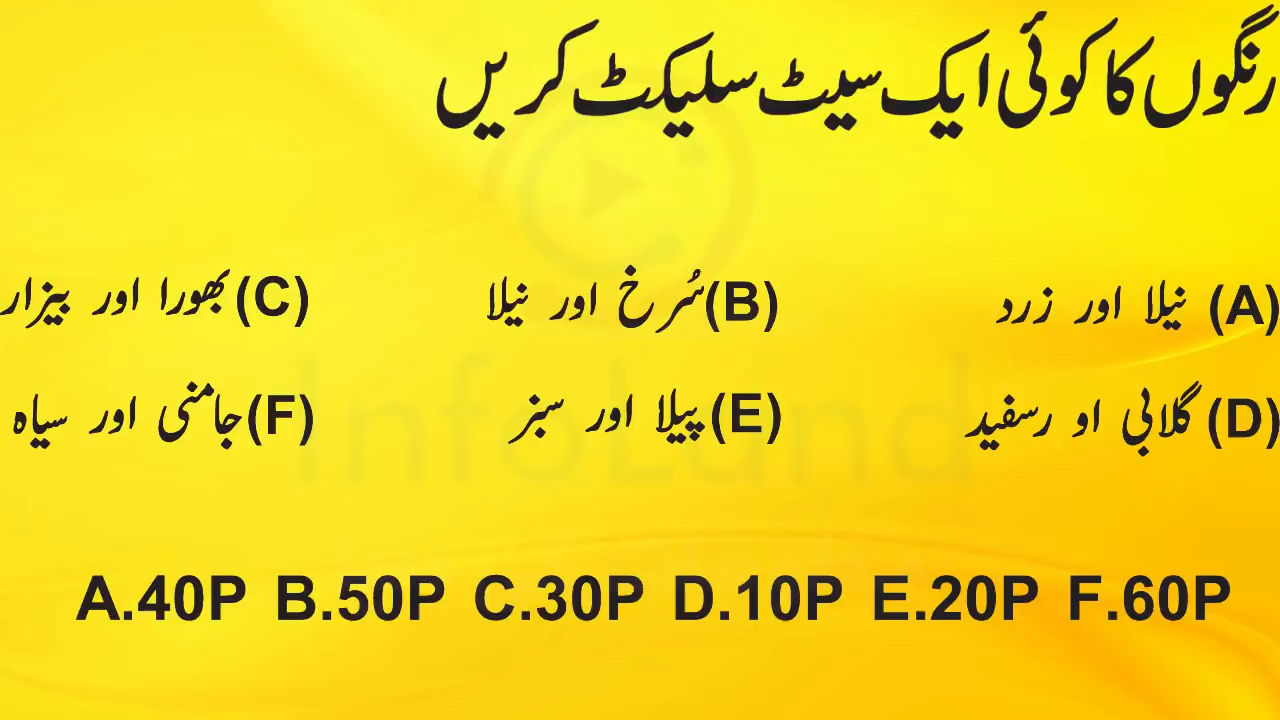 رنگوں کا کوئی ایک سیٹ سلیکٹ کریں
(A) نیلا اور زرد (B) سُرخ اور نیلا (C) بھورا اور بیزار
(D) گلابی او رسفید (E) پیلا اور سبز (F) جامنی اور سیاہ
InfoLand
A.40P B.50P C.30P D.10P E.20P F.60P